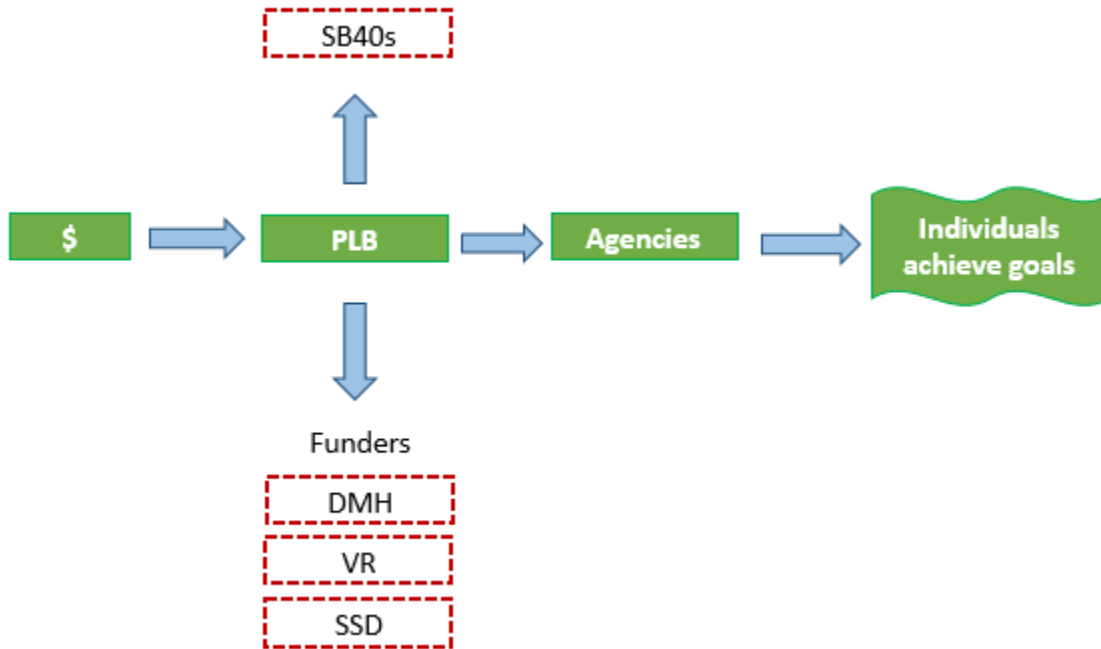 SB40s
$
PLB
Agencies
Individuals
achieve goals
Funders
DMH
VR
SSD